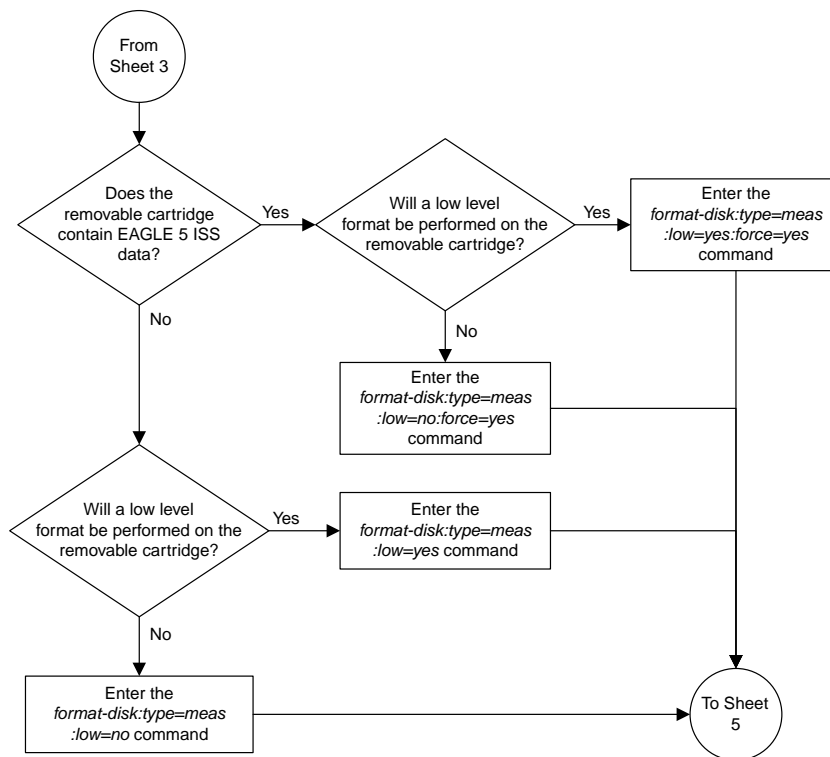 From
Sheet 3
Does the
removable cartridge
contain EAGLE 5 ISS
data?
Yes
Will a low level
format be performed on the
removable cartridge?
Yes
Enter the
format-disk:type=meas
:low=yes:force=yes
command
No
No
Enter the
format-disk:type=meas
:low=no:force=yes
command
Will a low level
format be performed on the
removable cartridge?
Yes
Enter the
format-disk:type=meas
:low=yes command
No
Enter the
format-disk:type=meas
:low=no command
To Sheet
5